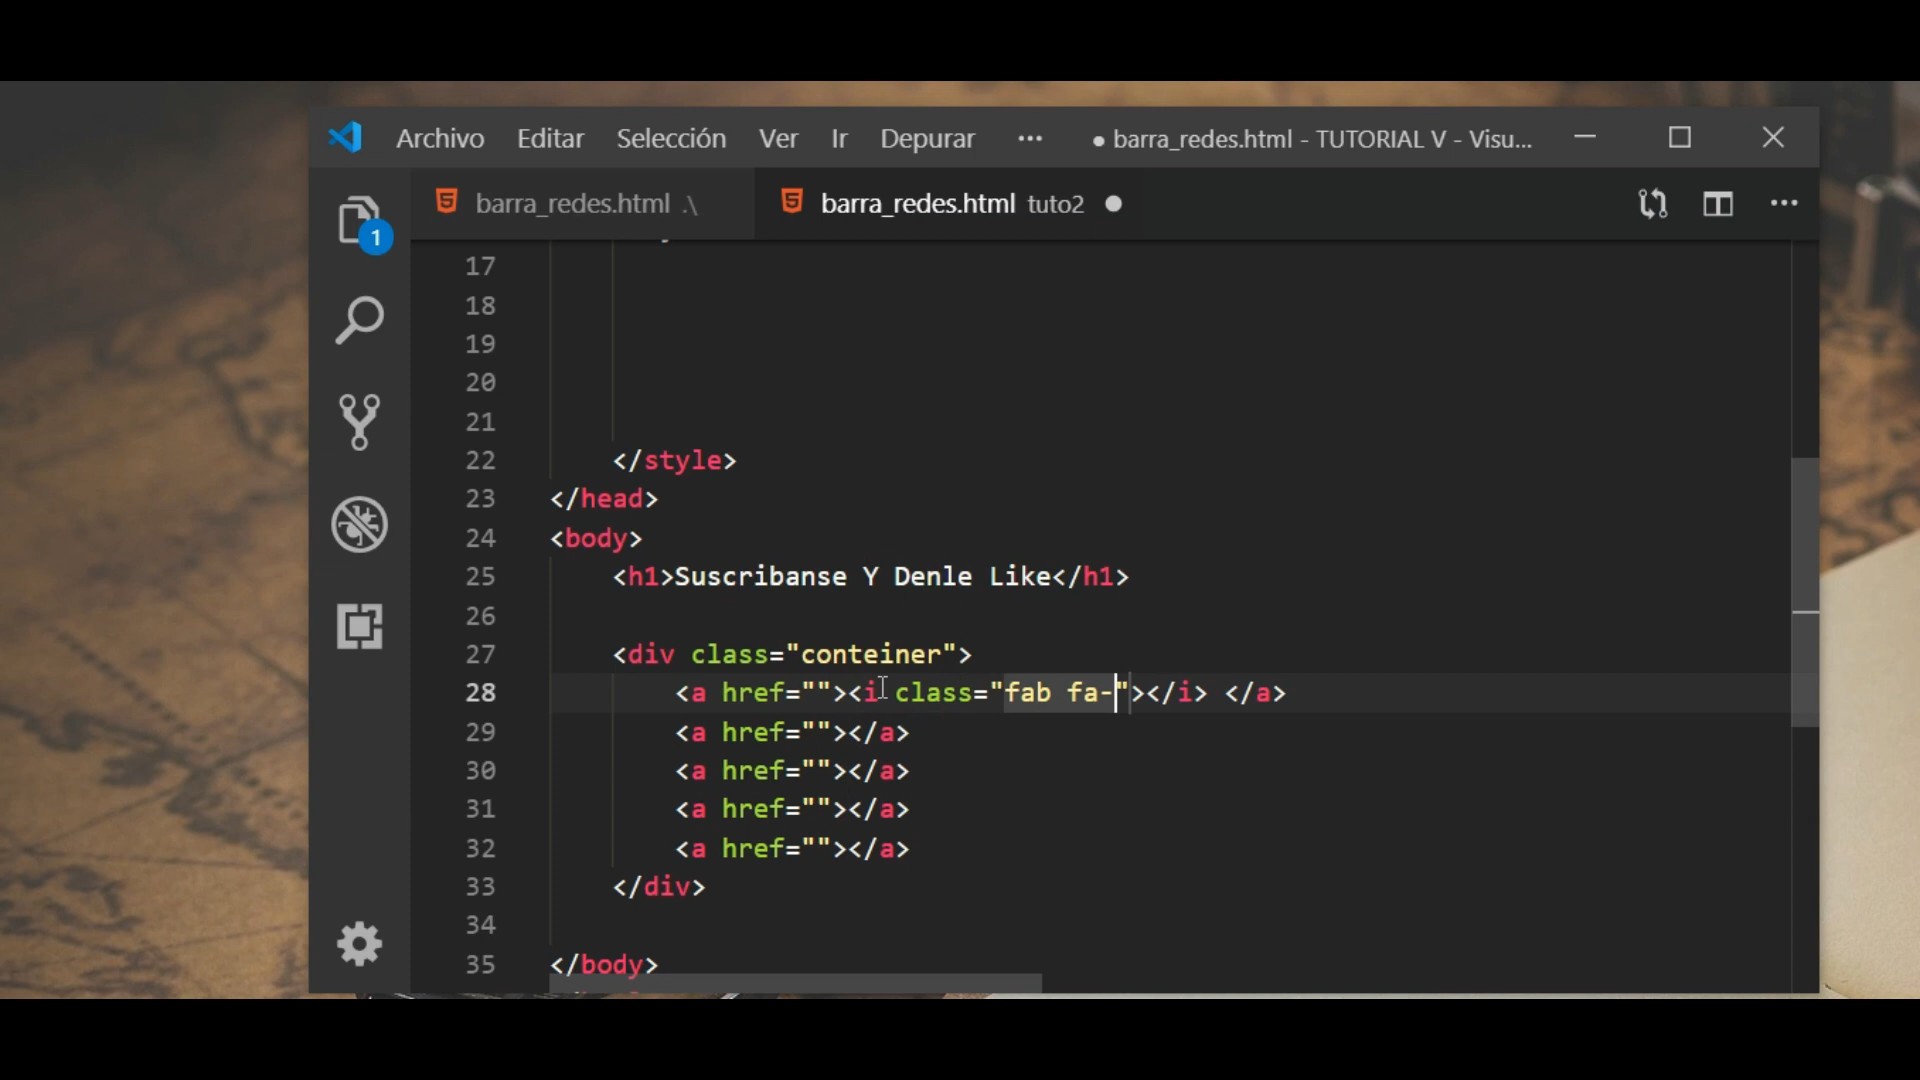 Archivo Editar Selección Ver Ir Depurar ··· ● barra_redes.html - TUTORIAL V - Visu...
barra_redes.html .\ barra_redes.html tuto2 ●
1
17
18
19
20
21
22 </style>
23 </head>
24 <body>
25 <h1>Suscribanse Y Denle Like</h1>
26
27 <div class="conteiner">
28 <a href=""><i class="fab fa-"></i> </a>
29 <a href=""></a>
30 <a href=""></a>
31 <a href=""></a>
32 <a href=""></a>
33 </div>
34
35 </body>